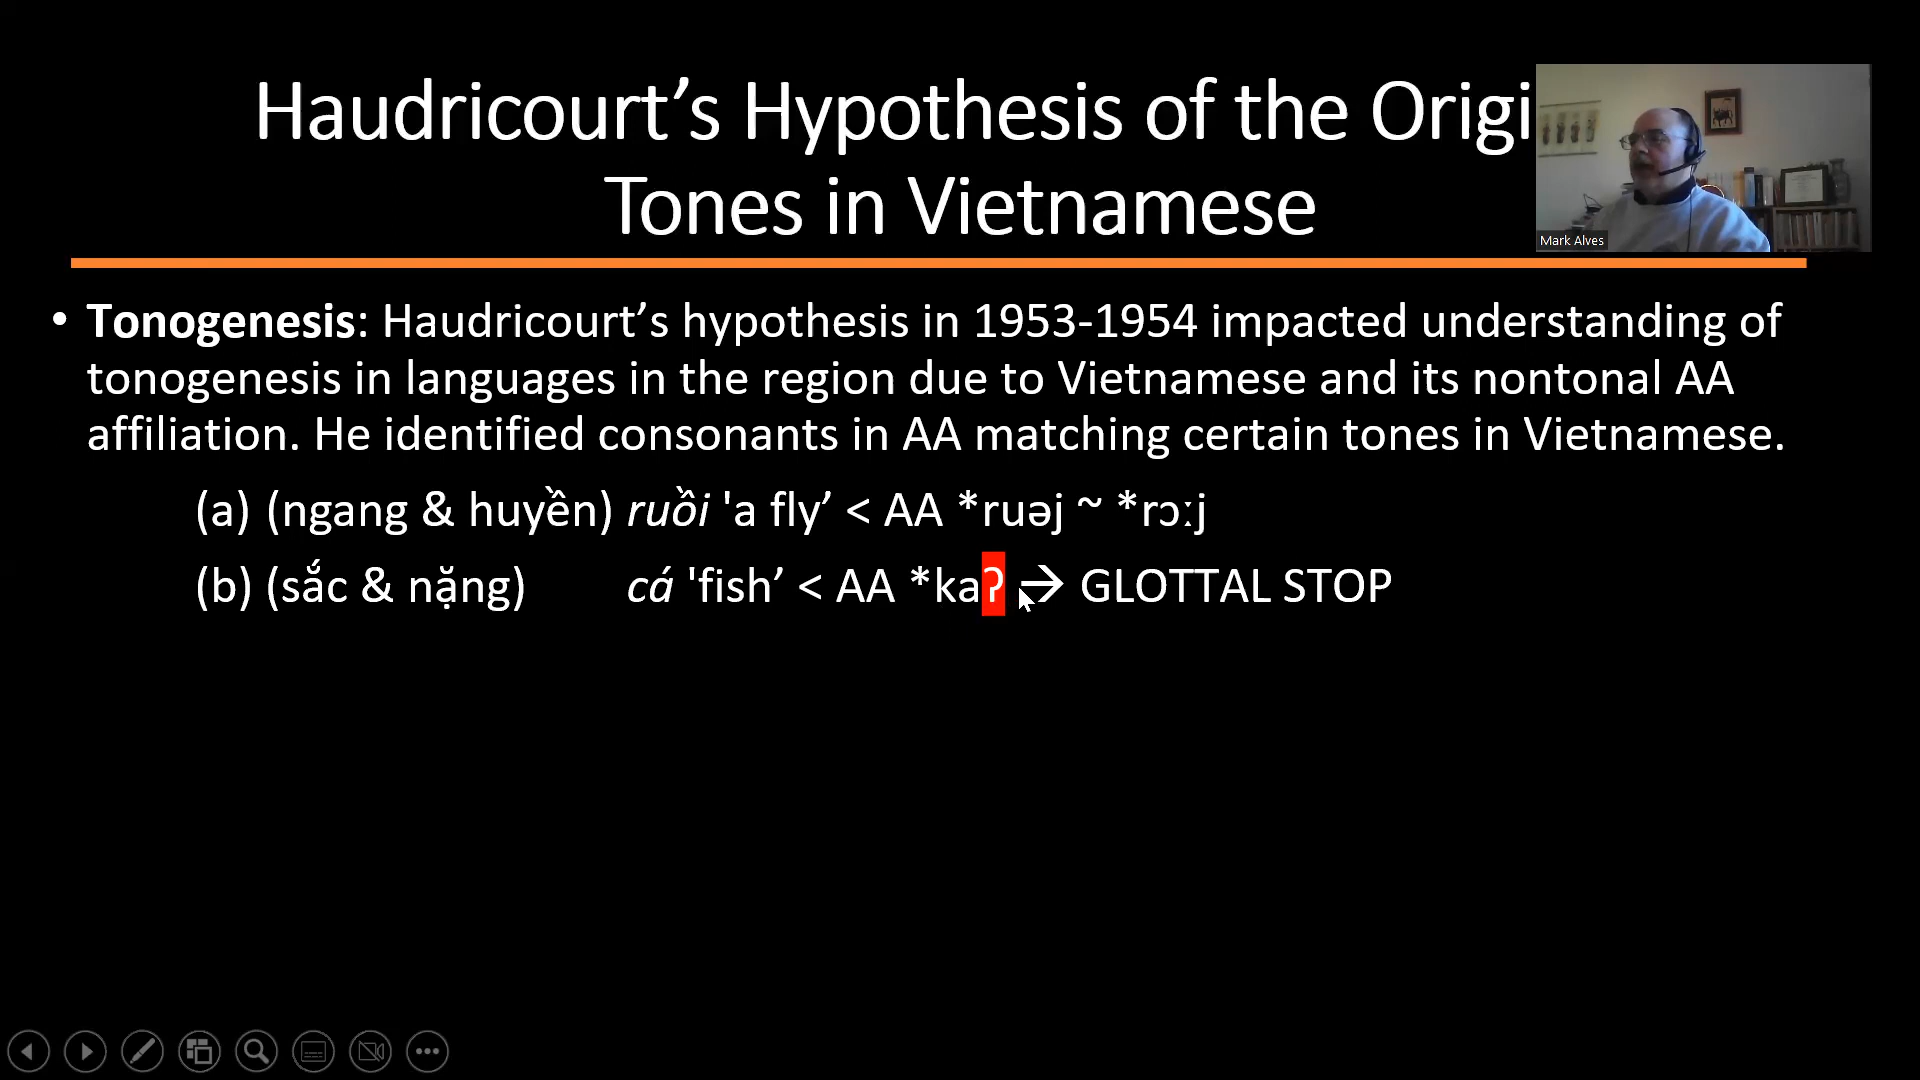 Haudricourt’s Hypothesis of the Origi
Tones in Vietnamese
Mark Alves
• Tonogenesis: Haudricourt’s hypothesis in 1953-1954 impacted understanding of
tonogenesis in languages in the region due to Vietnamese and its nontonal AA
affiliation. He identified consonants in AA matching certain tones in Vietnamese.
(a) (ngang & huyền) ruồi 'a fly’ < AA *ruəj ~ *rɔːj
(b) (sắc & nặng) cá 'fish’ < AA *kaʔ → GLOTTAL STOP